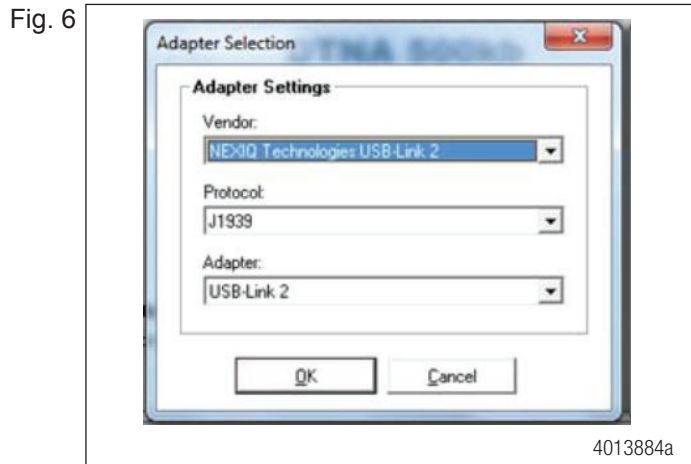 Fig. 6
Adapter Selection
Adapter Settings
Vendor:
NEXIQ Technologies USB-Link 2
Protocol:
J1939
Adapter:
USB-Link 2
OK
Cancel
4013884a